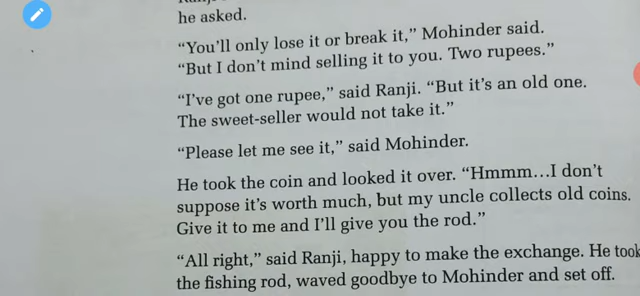 he asked.
“You’ll only lose it or break it,” Mohinder said.
“But I don’t mind selling it to you. Two rupees.”
“I’ve got one rupee,” said Ranji. “But it’s an old one.
The sweet-seller would not take it.”
“Please let me see it,” said Mohinder.
He took the coin and looked it over. “Hmmm...I don’t
suppose it’s worth much, but my uncle collects old coins.
Give it to me and I’ll give you the rod.”
“All right,” said Ranji, happy to make the exchange. He took
the fishing rod, waved goodbye to Mohinder and set off.